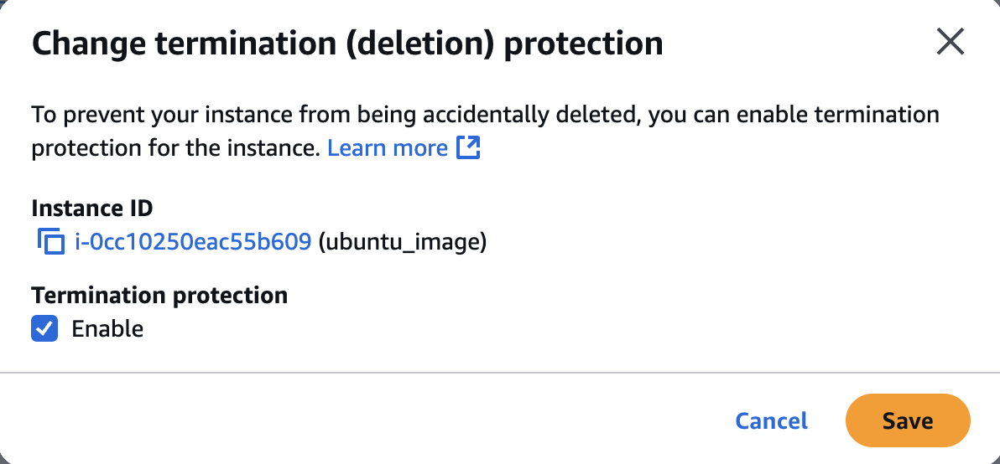 Change termination (deletion) protection
To prevent your instance from being accidentally deleted, you can enable termination
protection for the instance. Learn more
Instance ID
i-0cc10250eac55b609 (ubuntu_image)
Termination protection
Enable
Cancel
Save